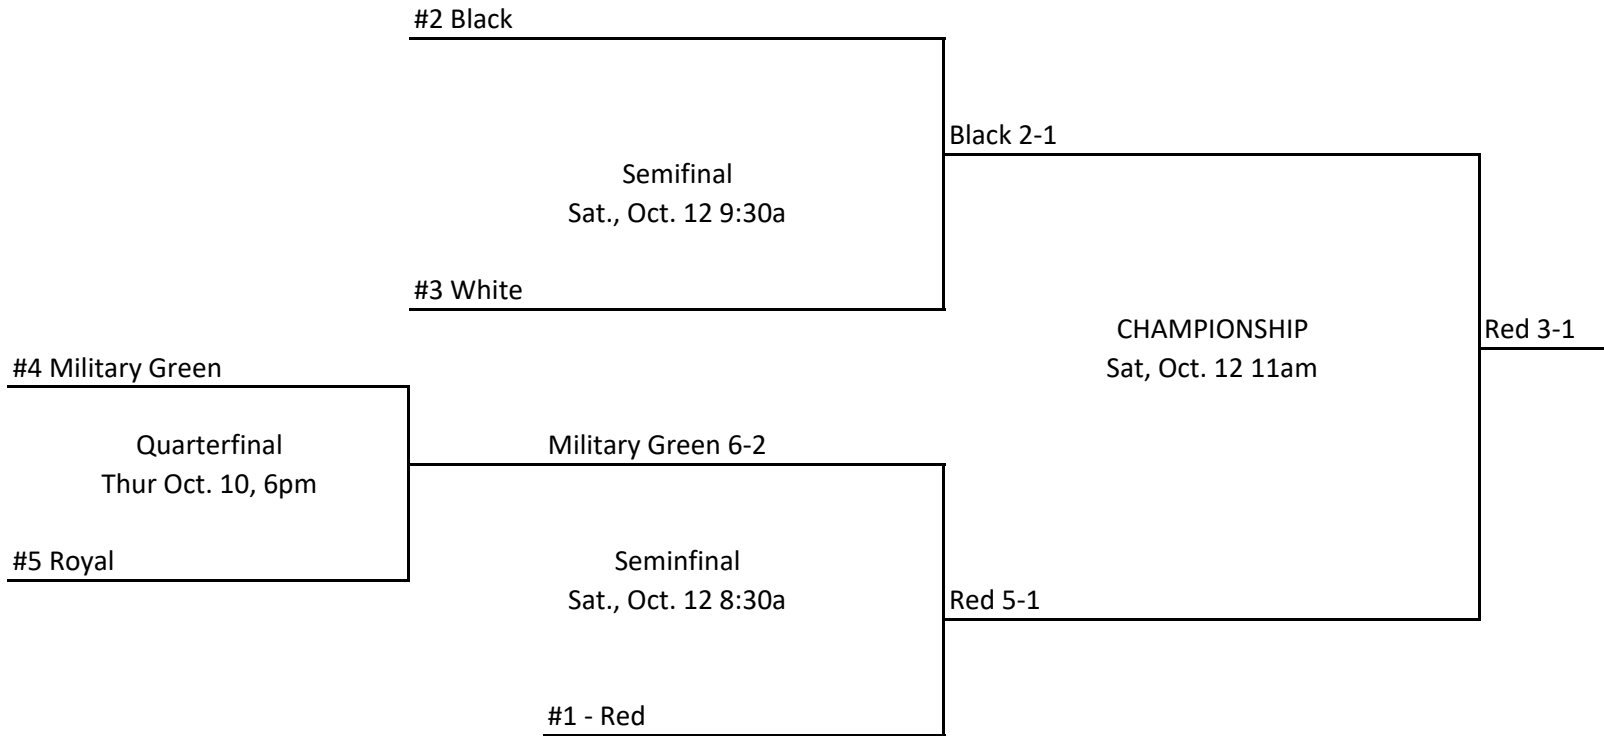 #2 Black
Black 2-1
Semifinal
Sat., Oct. 12 9:30a
#3 White
CHAMPIONSHIP
Sat, Oct. 12 11am
Red 3-1
#4 Military Green
Quarterfinal
Thur Oct. 10, 6pm
Military Green 6-2
#5 Royal
Seminfinal
Sat., Oct. 12 8:30a
Red 5-1
#1 - Red